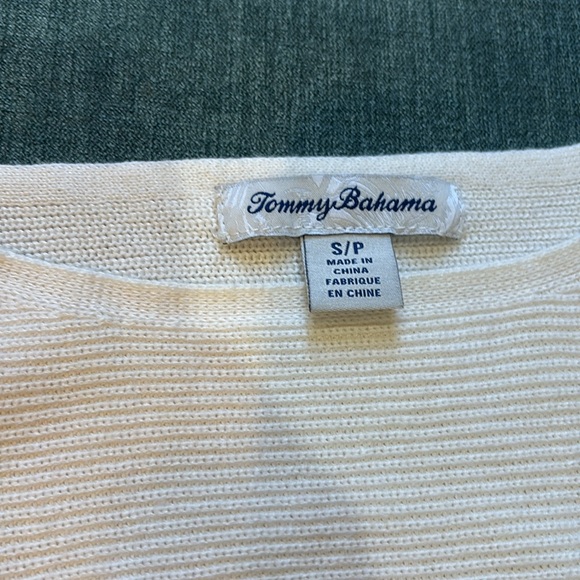 Tommy Bahama
S/P
MADE IN
CHINA
FABRIQUE
EN CHINE